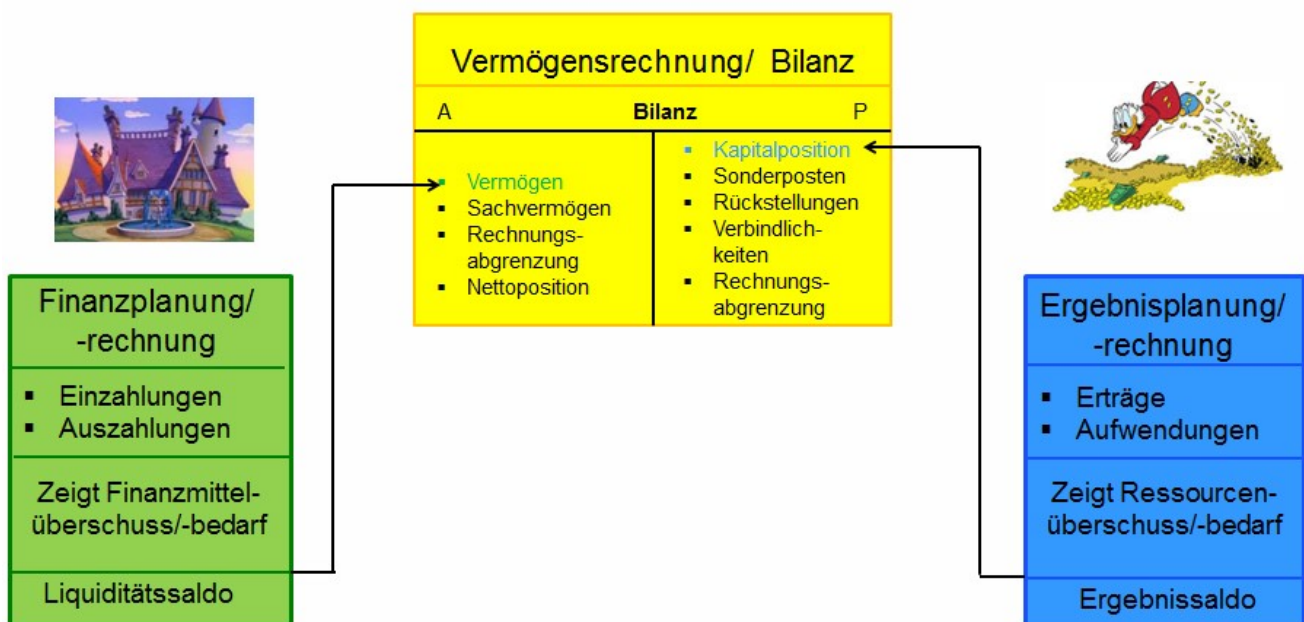 Vermögensrechnung/ Bilanz
A Bilanz P
▪ Vermögen
▪ Sachvermögen
▪ Rechnungs-
abgrenzung
▪ Nettoposition
▪ Kapitalposition
▪ Sonderposten
▪ Rückstellungen
▪ Verbindlich-
keiten
▪ Rechnungs-
abgrenzung
Finanzplanung/
-rechnung
▪ Einzahlungen
▪ Auszahlungen
Zeigt Finanzmittel-
überschuss/-bedarf
Liquiditätssaldo
Ergebnisplanung/
-rechnung
▪ Erträge
▪ Aufwendungen
Zeigt Ressourcen-
überschuss/-bedarf
Ergebnissaldo